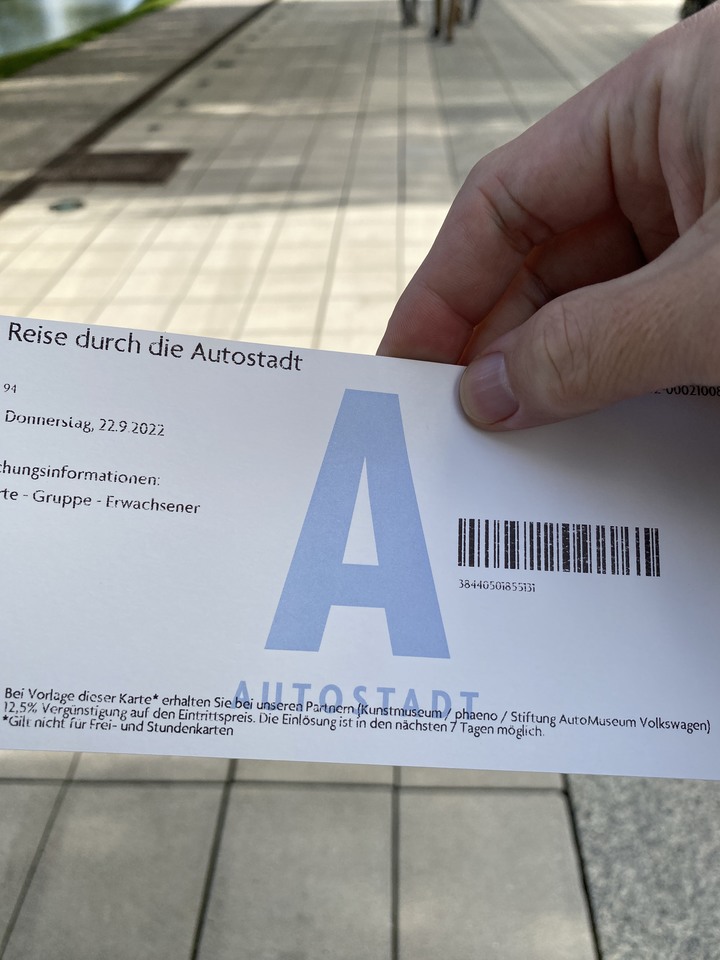 Reise durch die Autostadt
-00021008
94
Donnerstag, 22.9.2022
chungsinformationen:
rte - Gruppe - Erwachsener
A
38440501855131
AUTOSTADT
Bei Vorlage dieser Karte* erhalten Sie bei unseren Partnern (Kunstmuseum / phaeno / Stiftung AutoMuseum Volkswagen)
12,5% Vergünstigung auf den Eintrittspreis. Die Einlösung ist in den nächsten 7 Tagen möglich.
*Gilt nicht für Frei- und Stundenkarten